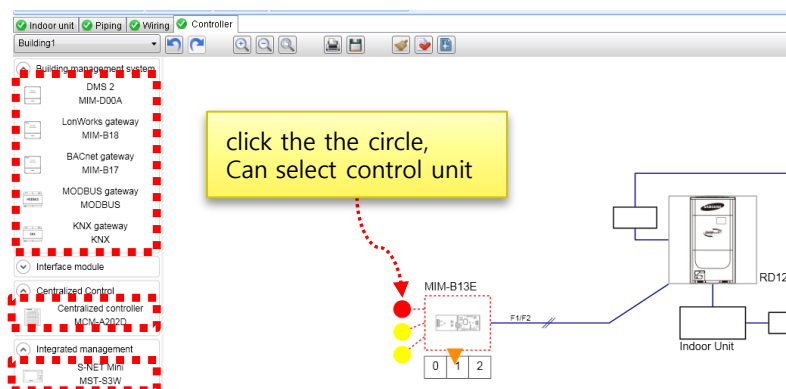 Indoor unit Piping Wiring Controller
Building1
Building management system
DMS 2
MIM-D00A
LonWorks gateway
MIM-B18
BACnet gateway
MIM-B17
MODBUS gateway
MODBUS
KNX gateway
KNX
Interface module
Centralized Control
Centralized controller
MCM-A202D
Integrated management
S-NET Mini
MST-S3W
click the the circle,
Can select control unit
MIM-B13E
F1/F2
0 1 2
SAMSUNG
RD12
Indoor Unit